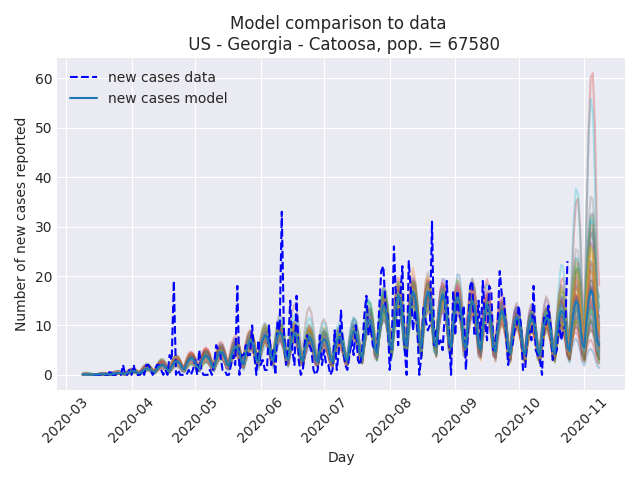 Model comparison to data
US - Georgia - Catoosa, pop. = 67580
new cases data
new cases model
Number of new cases reported
60
50
40
30
20
10
0
2020-03
2020-04
2020-05
2020-06
2020-07
2020-08
2020-09
2020-10
2020-11
Day